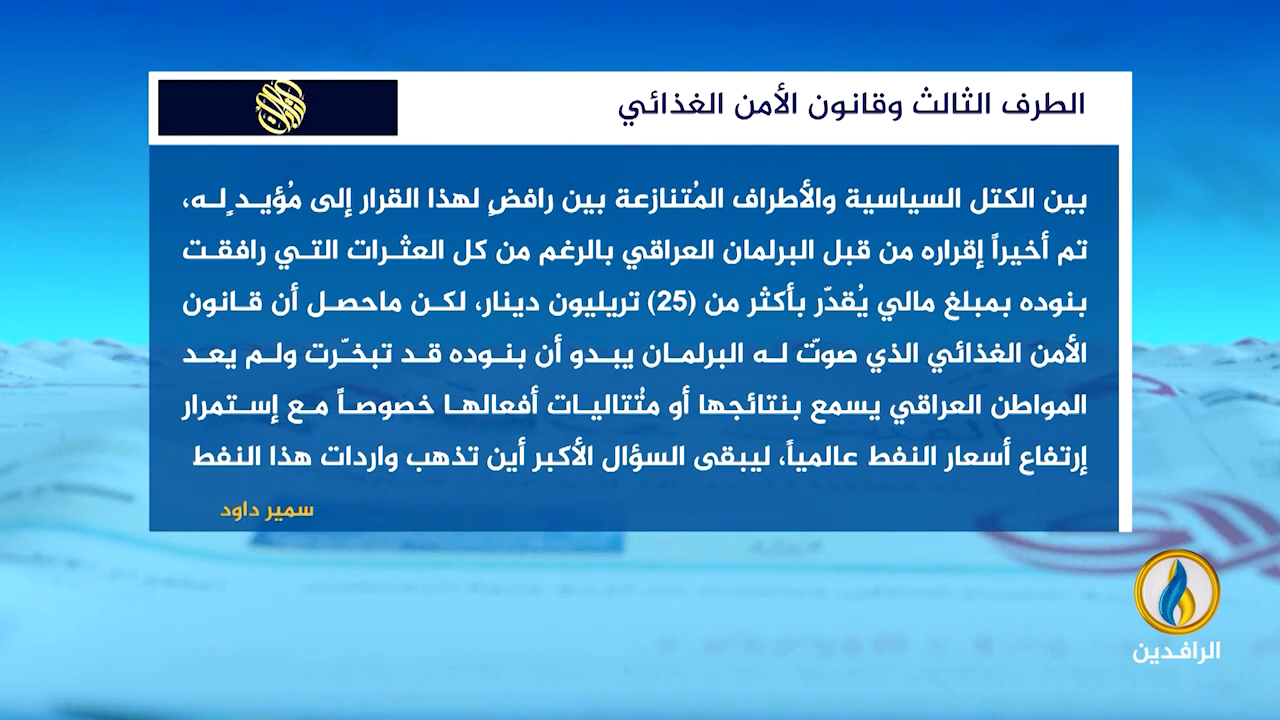 الطرف الثالث وقانون الأمن الغذائي
بين الكتل السياسية والأطراف المُتنازعة بين رافضٍ لهذا القرار إلى مُؤيـد ٍلـه،
تم أخيراً إقراره من قبل البرلمان العراقي بالرغم من كل العثـرات التـي رافقـت
بنوده بمبلغ مالي يُقدّر بأكثر من (25) تريليون دينار، لكـن ماحصـل أن قـانون
الأمن الغذائي الذي صوّت لـه البرلمـان يبـدو أن بنـوده قـد تبخـّرت ولـم يعـد
المواطن العراقي يسمع بنتائجها أو مـُتتاليـات أفعالهـا خصوصـاً مـع إستـمرار
إرتفاع أسعار النفط عالمياً، ليبقى السؤال الأكبر أين تذهب واردات هذا النفط
سمير داود
الرافدين